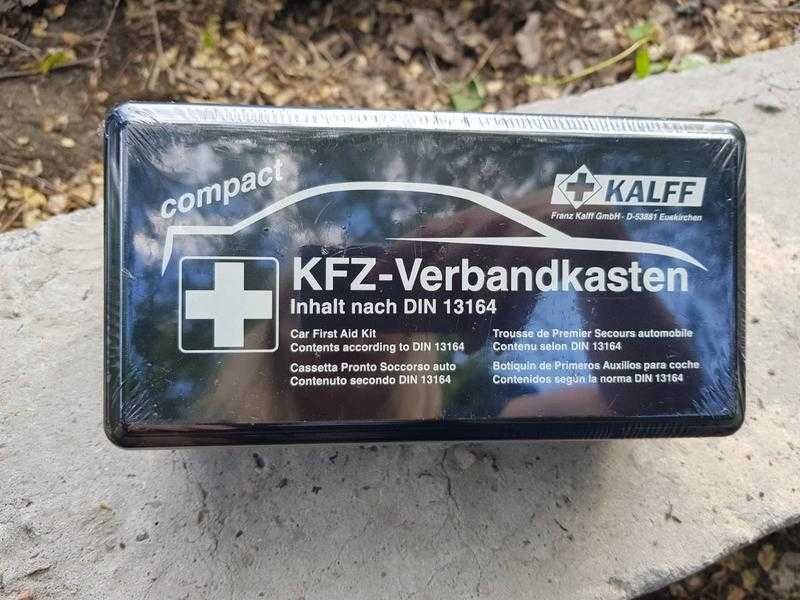 compact
KALFF
Franz Kalff GmbH - D-53881 Euskirchen
KFZ-Verbandkasten
Inhalt nach DIN 13164
Car First Aid Kit
Contents according to DIN 13164
Trousse de Premier Secours automobile
Contenu selon DIN 13164
Cassetta Pronto Soccorso auto
Contenuto secondo DIN 13164
Botiquin de Primeros Auxillos para coche
Contenidos según la norma DIN 13164